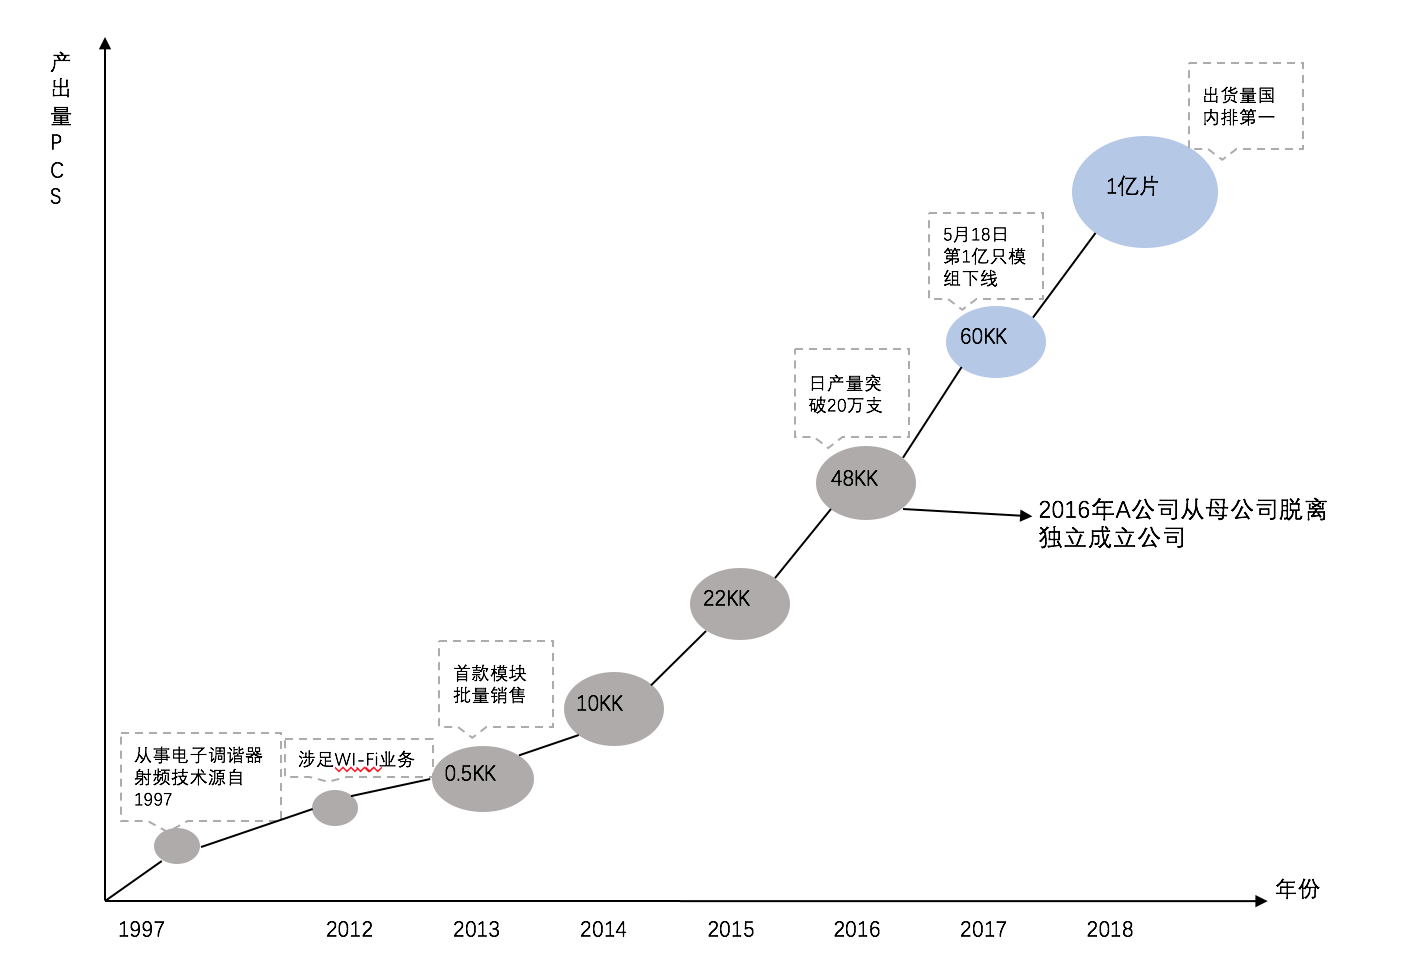 产
出
量
P
C
S
出货量国
内排第一
1亿片
5月18日
第1亿只模
组下线
60KK
日产量突
破20万支
48KK
2016年A公司从母公司脱离
独立成立公司
22KK
首款模块
批量销售
10KK
从事电子调谐器
射频技术源自
1997
涉足WI-Fi业务
0.5KK
年份
1997
2012
2013
2014
2015
2016
2017
2018